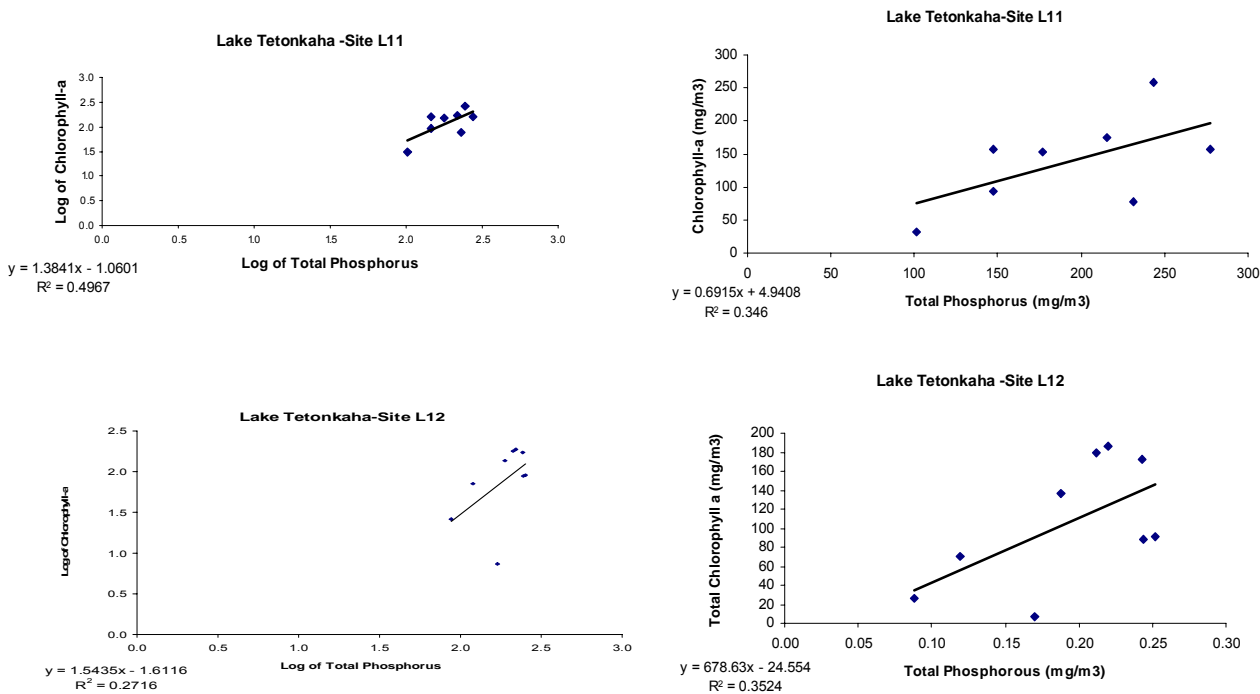 Lake Tetonkaha -Site L11
Log of Chlorophyll-a
3.0
2.5
2.0
1.5
1.0
0.5
0.0
0.0 0.5 1.0 1.5 2.0 2.5 3.0
Log of Total Phosphorus
y = 1.3841x - 1.0601
R² = 0.4967
Lake Tetonkaha -Site L11
Chlorophyll-a (mg/m3)
300
250
200
150
100
50
0
0 50 100 150 200 250 300
Total Phosphorus (mg/m3)
y = 0.6915x + 4.9408
R² = 0.346
Lake Tetonkaha-Site L12
Log of Chlorophyll-a
2.5
2.0
1.5
1.0
0.5
0.0
0.0 0.5 1.0 1.5 2.0 2.5 3.0
Log of Total Phosphorus
y = 1.5435x - 1.6116
R² = 0.2716
Lake Tetonkaha -Site L12
Total Chlorophyll a (mg/m3)
200
180
160
140
120
100
80
60
40
20
0
0.00 0.05 0.10 0.15 0.20 0.25 0.30
Total Phosphorous (mg/m3)
y = 678.63x - 24.554
R² = 0.3524